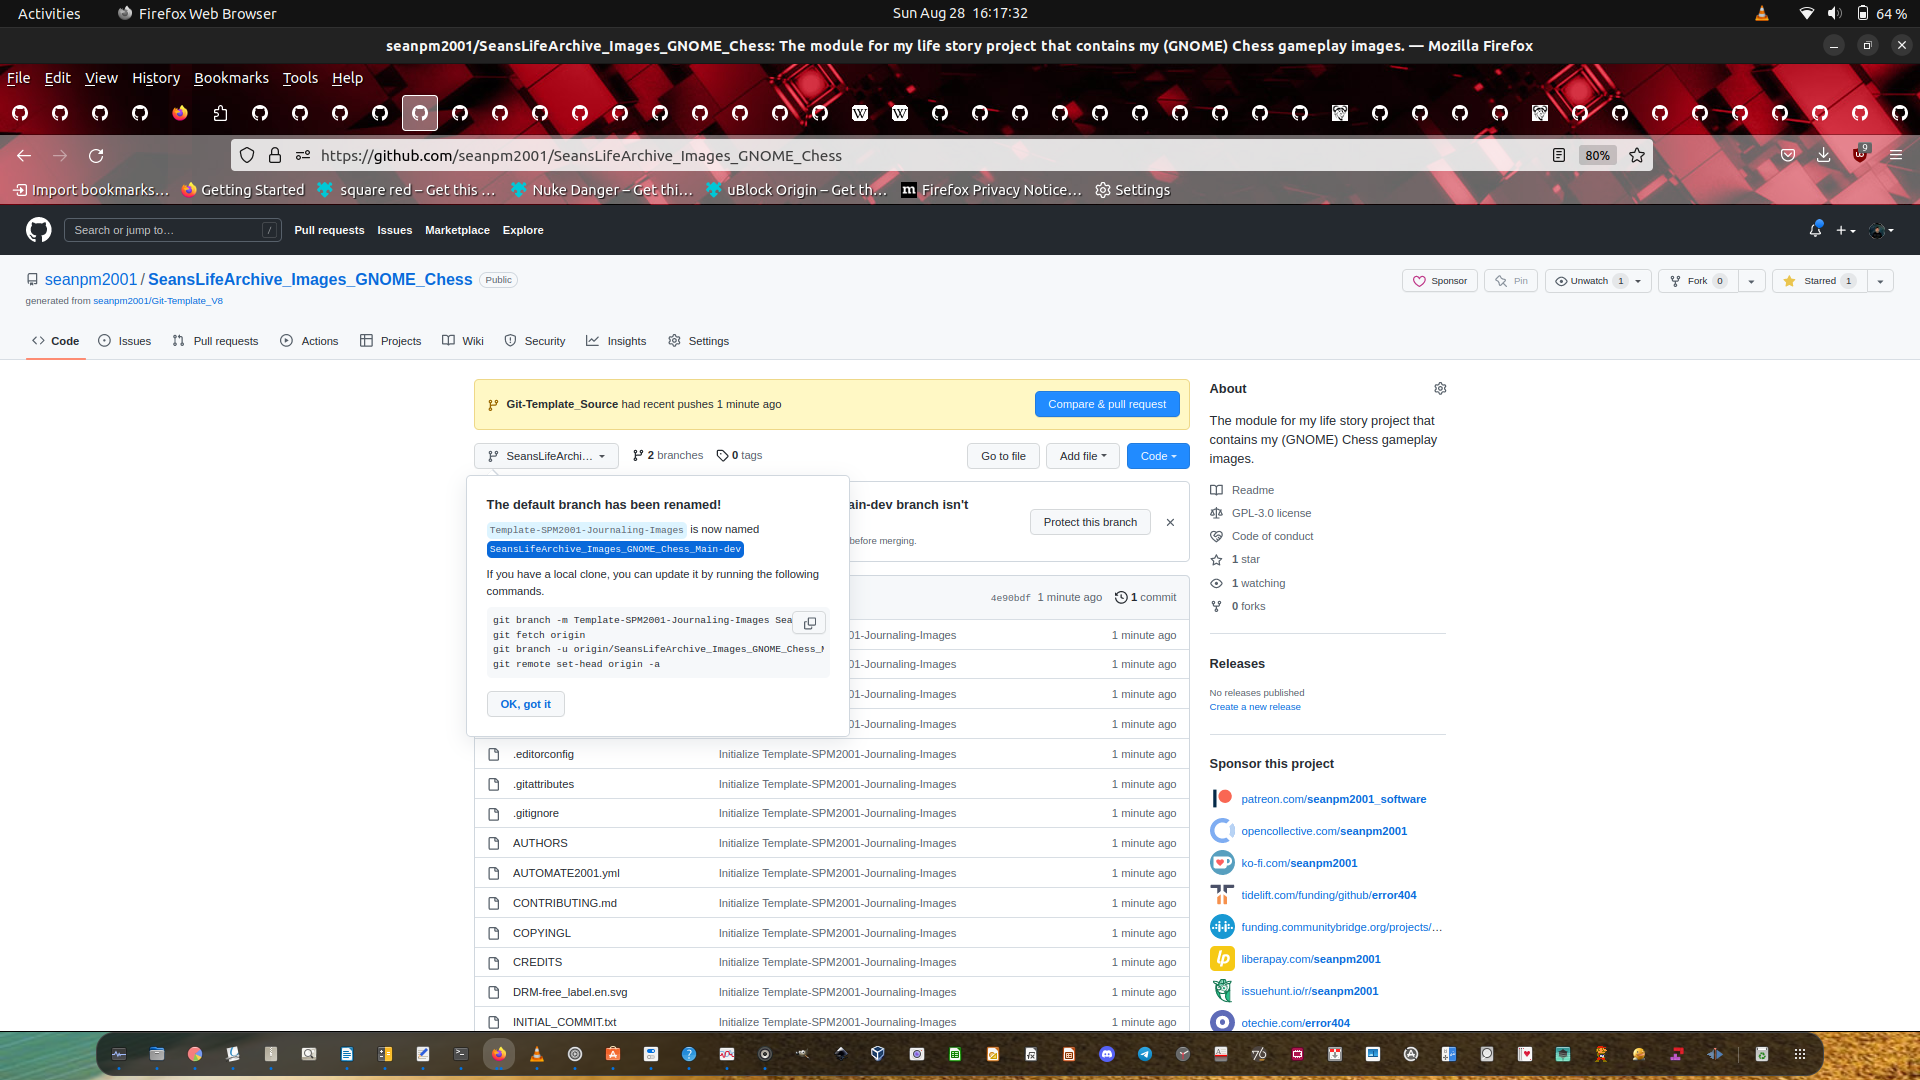 Activities
Firefox Web Browser
Sun Aug 28 16:17:32
64 %
seanpm2001/SeansLifeArchive_Images_GNOME_Chess: The module for my life story project that contains my (GNOME) Chess gameplay images. — Mozilla Firefox
File Edit View History Bookmarks Tools Help
https://github.com/seanpm2001/SeansLifeArchive_Images_GNOME_Chess
80%
9
Import bookmarks…
Getting Started
square red – Get this …
Nuke Danger – Get thi…
uBlock Origin – Get th…
Firefox Privacy Notice…
Settings
Search or jump to…
/
Pull requests
Issues
Marketplace
Explore
seanpm2001 / SeansLifeArchive_Images_GNOME_Chess
Public
generated from seanpm2001/Git-Template_V8
Sponsor
Pin
Unwatch 1
Fork 0
Starred 1
Code
Issues
Pull requests
Actions
Projects
Wiki
Security
Insights
Settings
Git-Template_Source had recent pushes 1 minute ago
Compare & pull request
SeansLifeArchi…
2 branches
0 tags
Go to file
Add file
Code
The default branch has been renamed!
Template-SPM2001-Journaling-Images is now named
SeansLifeArchive_Images_GNOME_Chess_Main-dev
If you have a local clone, you can update it by running the following
commands.
git branch -m Template-SPM2001-Journaling-Images Sea
git fetch origin
git branch -u origin/SeansLifeArchive_Images_GNOME_Chess_M
git remote set-head origin -a
OK, got it
ain-dev branch isn't
before merging.
Protect this branch
4e90bdf 1 minute ago
1 commit
01-Journaling-Images 1 minute ago
01-Journaling-Images 1 minute ago
01-Journaling-Images 1 minute ago
01-Journaling-Images 1 minute ago
.editorconfig Initialize Template-SPM2001-Journaling-Images 1 minute ago
.gitattributes Initialize Template-SPM2001-Journaling-Images 1 minute ago
.gitignore Initialize Template-SPM2001-Journaling-Images 1 minute ago
AUTHORS Initialize Template-SPM2001-Journaling-Images 1 minute ago
AUTOMATE2001.yml Initialize Template-SPM2001-Journaling-Images 1 minute ago
CONTRIBUTING.md Initialize Template-SPM2001-Journaling-Images 1 minute ago
COPYINGL Initialize Template-SPM2001-Journaling-Images 1 minute ago
CREDITS Initialize Template-SPM2001-Journaling-Images 1 minute ago
DRM-free_label.en.svg Initialize Template-SPM2001-Journaling-Images 1 minute ago
INITIAL_COMMIT.txt Initialize Template-SPM2001-Journaling-Images 1 minute ago
About
The module for my life story project that
contains my (GNOME) Chess gameplay
images.
Readme
GPL-3.0 license
Code of conduct
1 star
1 watching
0 forks
Releases
No releases published
Create a new release
Sponsor this project
patreon.com/seanpm2001_software
opencollective.com/seanpm2001
ko-fi.com/seanpm2001
tidelift.com/funding/github/error404
funding.communitybridge.org/projects/…
liberapay.com/seanpm2001
issuehunt.io/r/seanpm2001
otechie.com/error404